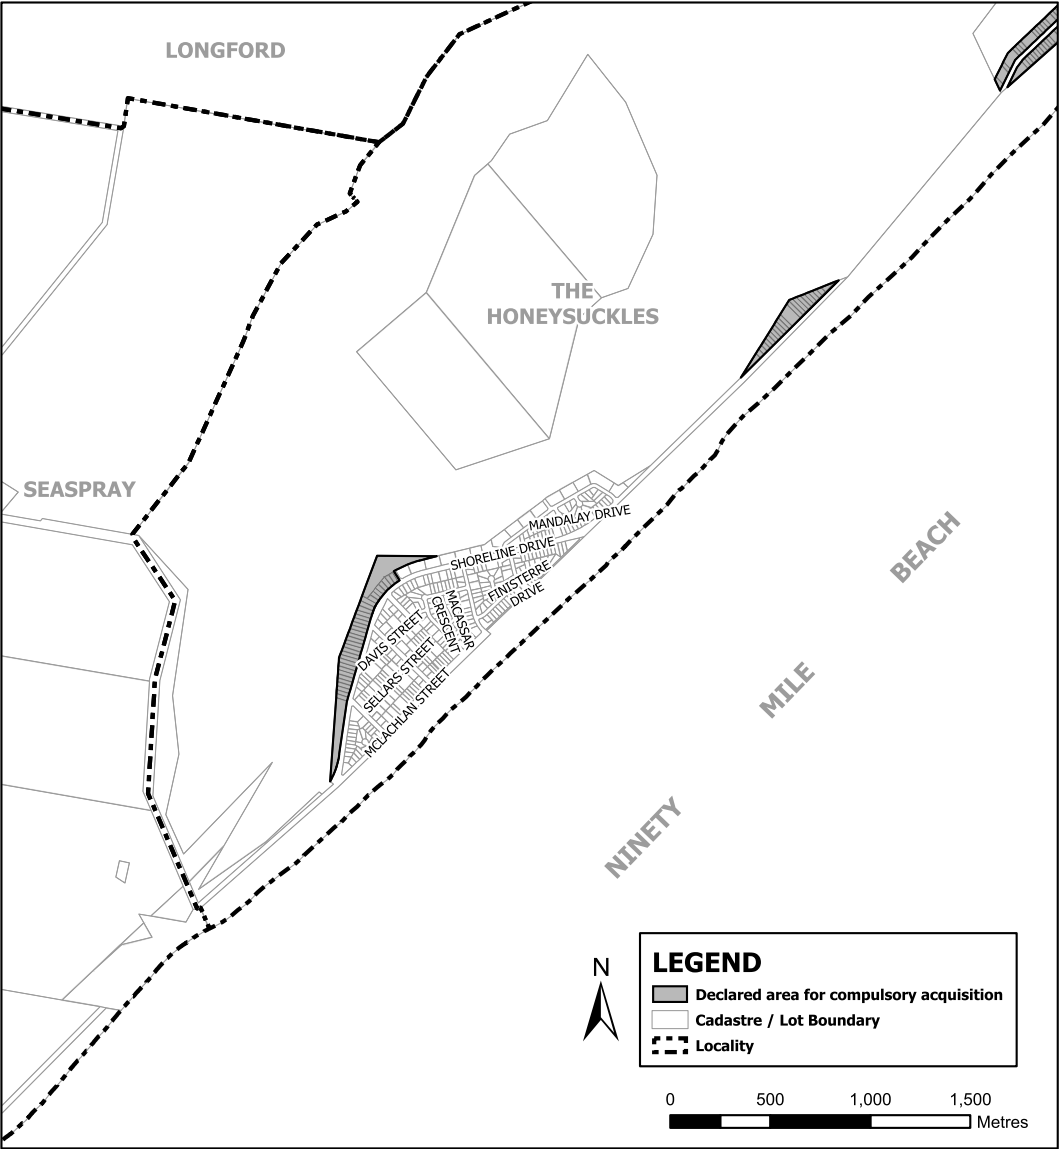 LONGFORD
THE
HONEYSUCKLES
SEASPRAY
MANDALAY DRIVE
SHORELINE DRIVE
FINISTERRE
DRIVE
MACASSAR
CRESCENT
DAVIS STREET
SELLARS STREET
MCLACHLAN STREET
NINETY
MILE
BEACH
N
LEGEND
Declared area for compulsory acquisition
Cadastre / Lot Boundary
Locality
0 500 1,000 1,500
Metres